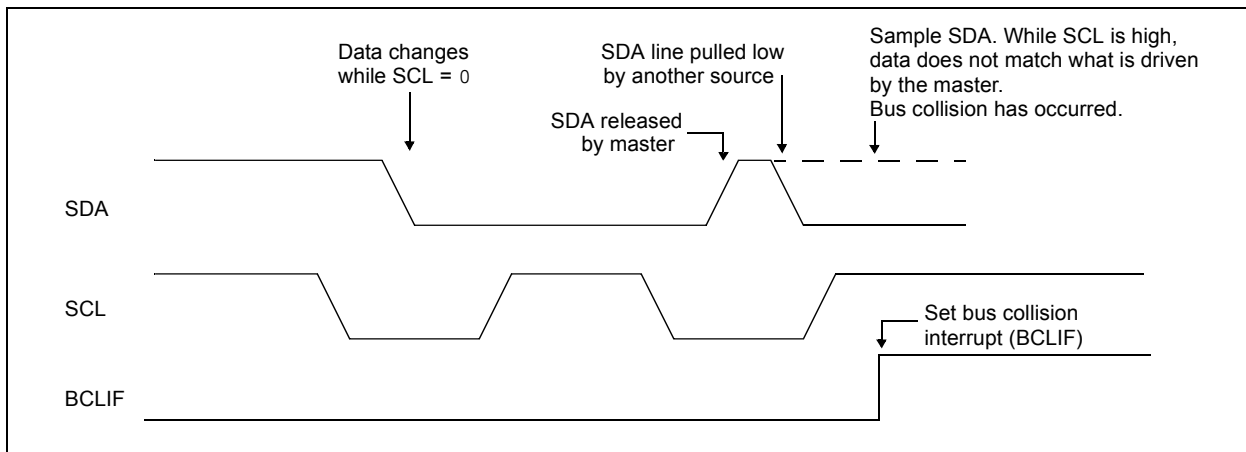 Data changes
while SCL = 0
SDA line pulled low
by another source
SDA released
by master
Sample SDA. While SCL is high,
data does not match what is driven
by the master.
Bus collision has occurred.
SDA
SCL
Set bus collision
interrupt (BCLIF)
BCLIF